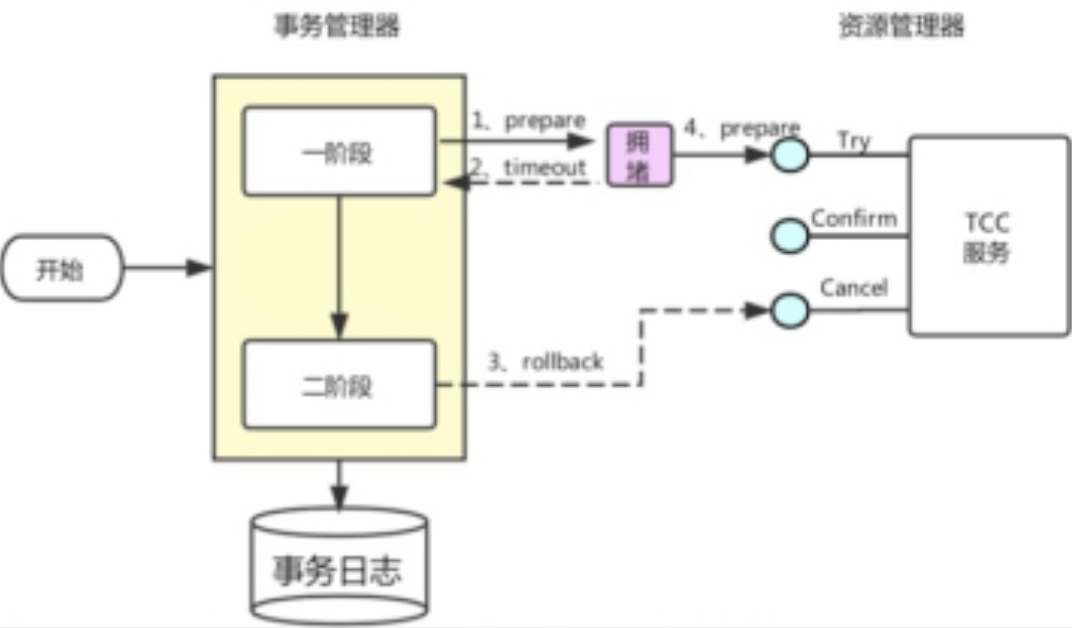 事务管理器
资源管理器
一阶段
1、prepare
2、timeout
拥
堵
4、prepare
Try
Confirm
TCC
服务
开始
Cancel
二阶段
3、rollback
事务日志